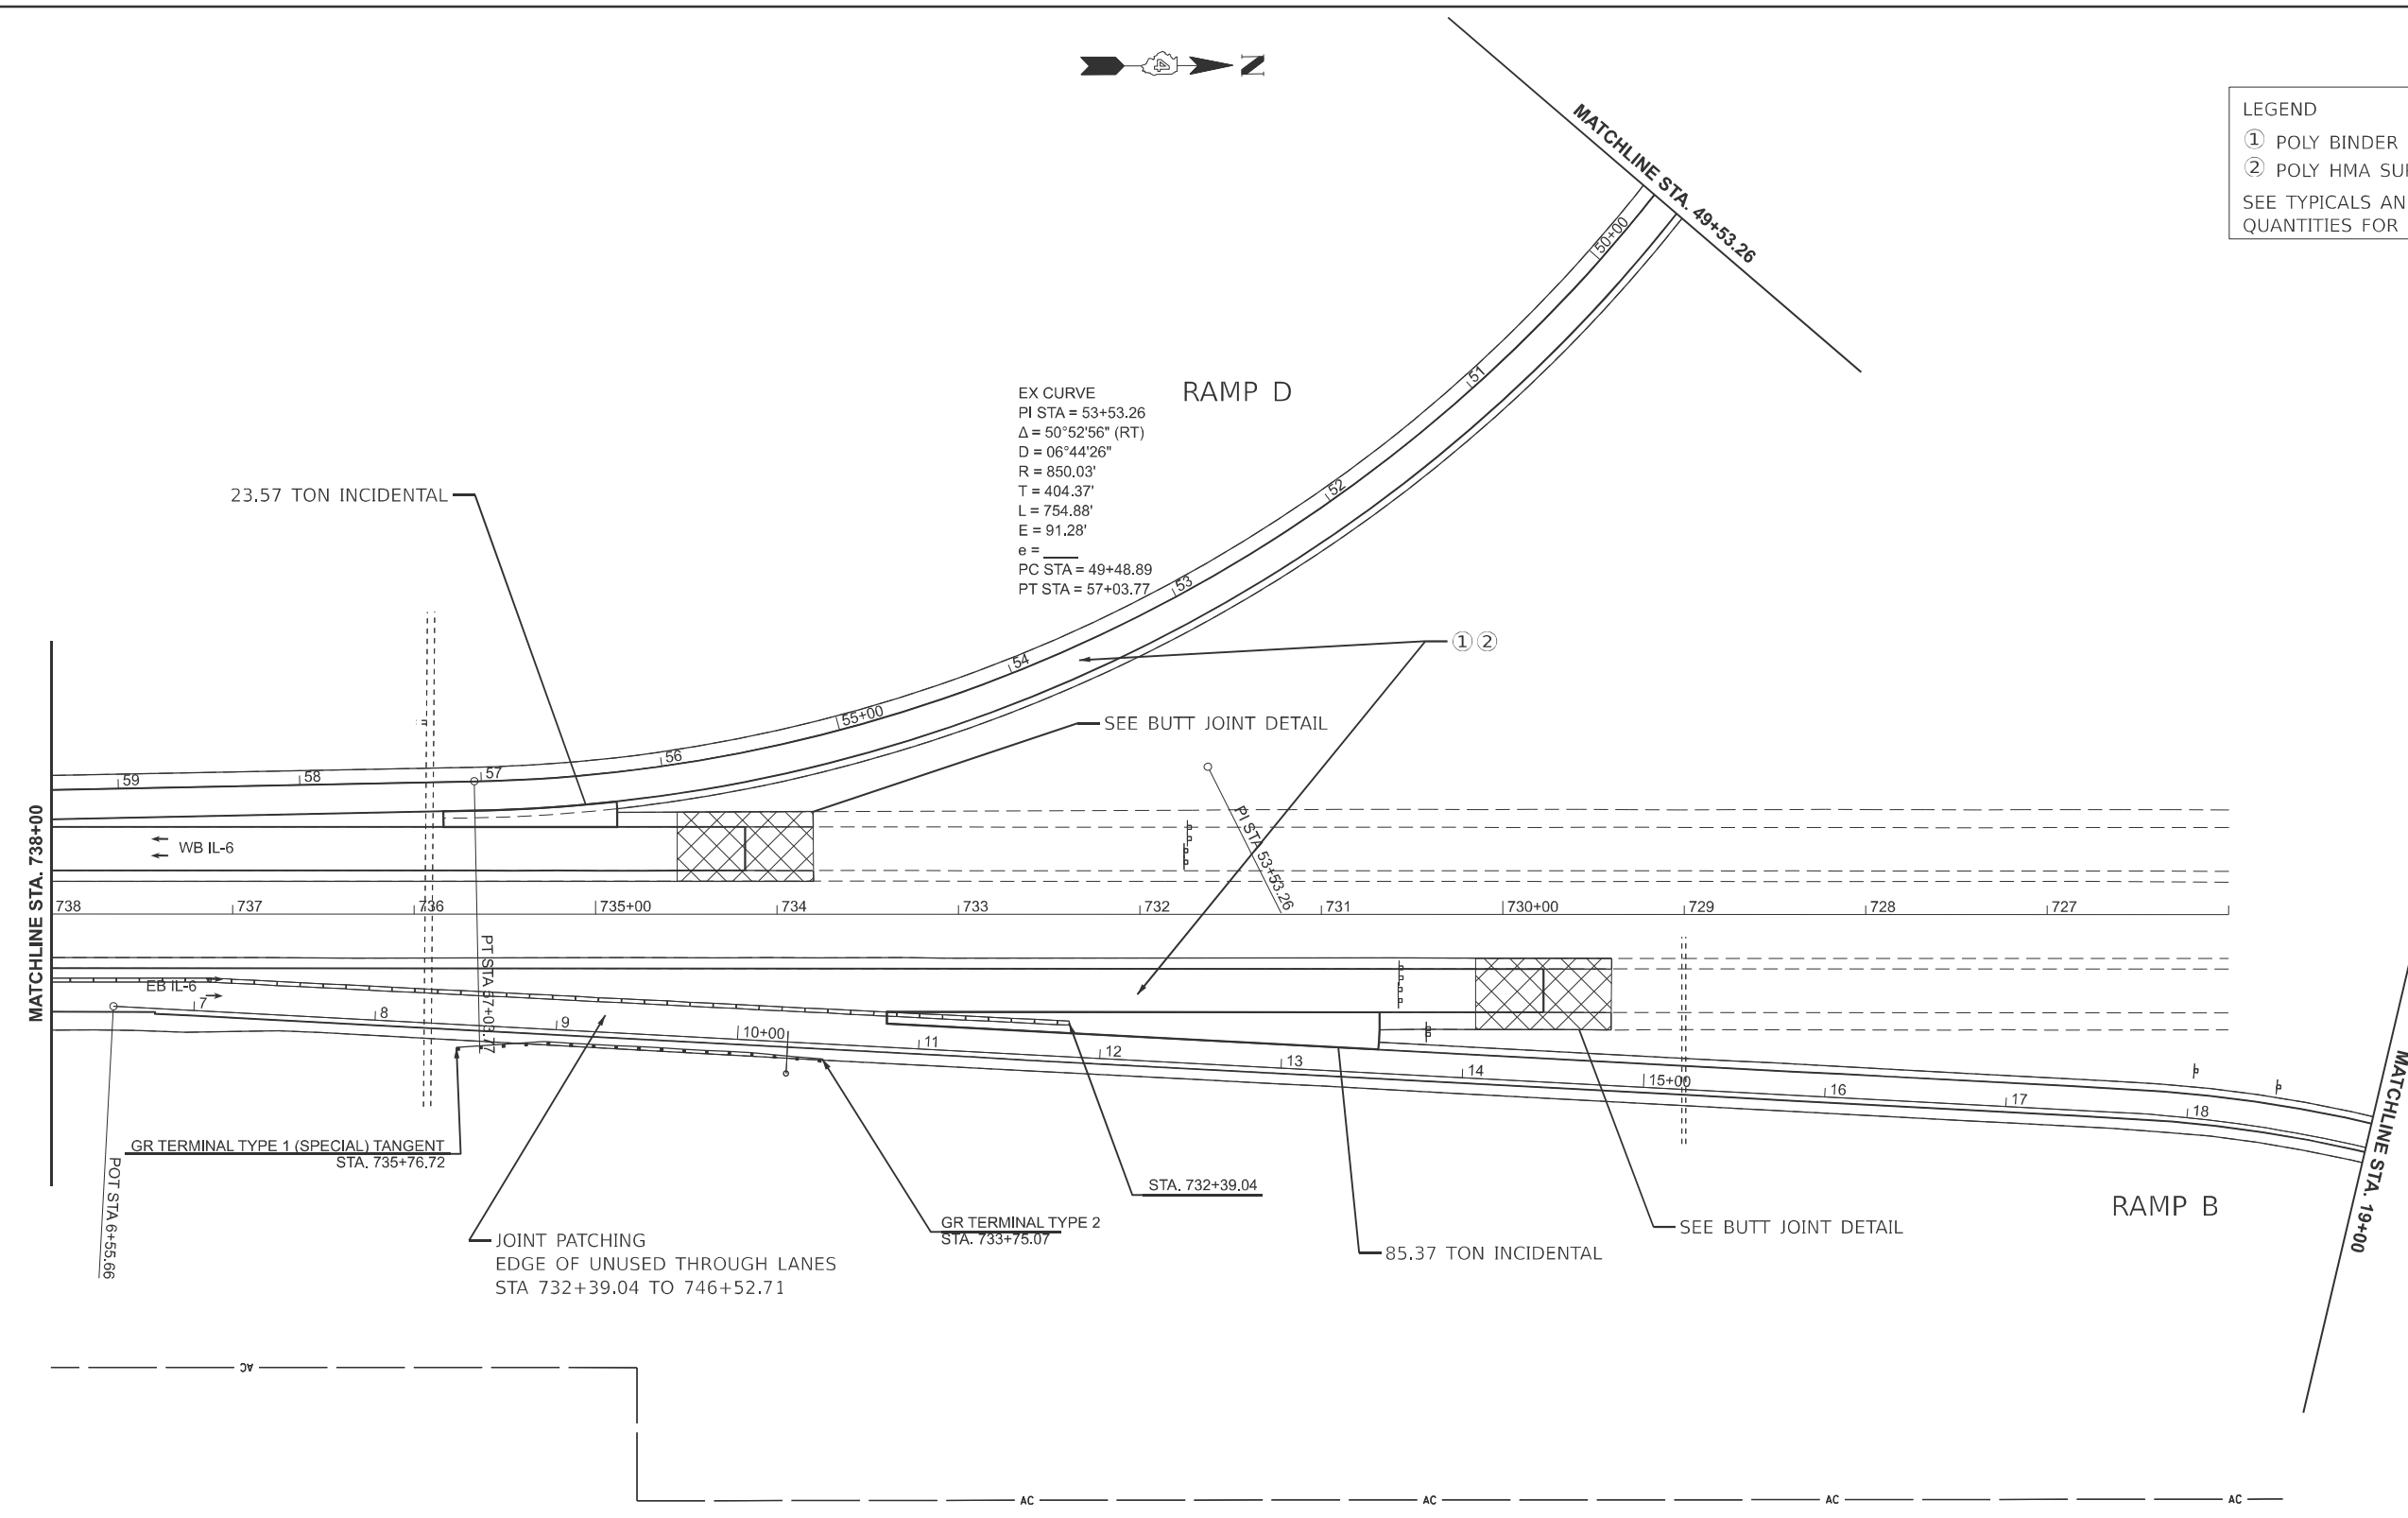 N
4
LEGEND
① POLY BINDER
② POLY HMA
SEE TYPICALS
QUANTITIES FOR
MATCHLINE STA. 49+53.26
50+00
51
52
53
54
55+00
56
57
58
59
RAMP D
EX CURVE
PI STA = 53+53.26
Δ = 50°52'56" (RT)
D = 06°44'26"
R = 850.03'
T = 404.37'
L = 754.88'
E = 91.28'
e = ____
PC STA = 49+48.89
PT STA = 57+03.77
23.57 TON INCIDENTAL
①②
SEE BUTT JOINT DETAIL
PI STA 53+53.26
MATCHLINE STA. 738+00
WB IL-6
738
737
736
735+00
734
733
732
731
730+00
729
728
727
PT STA 57+03.77
EB IL-6
7
8
9
10+00
11
12
13
14
15+00
16
17
18
MATCHLINE STA. 19+00
GR TERMINAL TYPE 1 (SPECIAL) TANGENT
STA. 735+76.72
POT STA 6+55.66
STA. 732+39.04
GR TERMINAL TYPE 2
STA. 733+75.07
JOINT PATCHING
EDGE OF UNUSED THROUGH LANES
STA 732+39.04 TO 746+52.71
85.37 TON INCIDENTAL
SEE BUTT JOINT DETAIL
RAMP B
AC
AC
AC
AC
AC